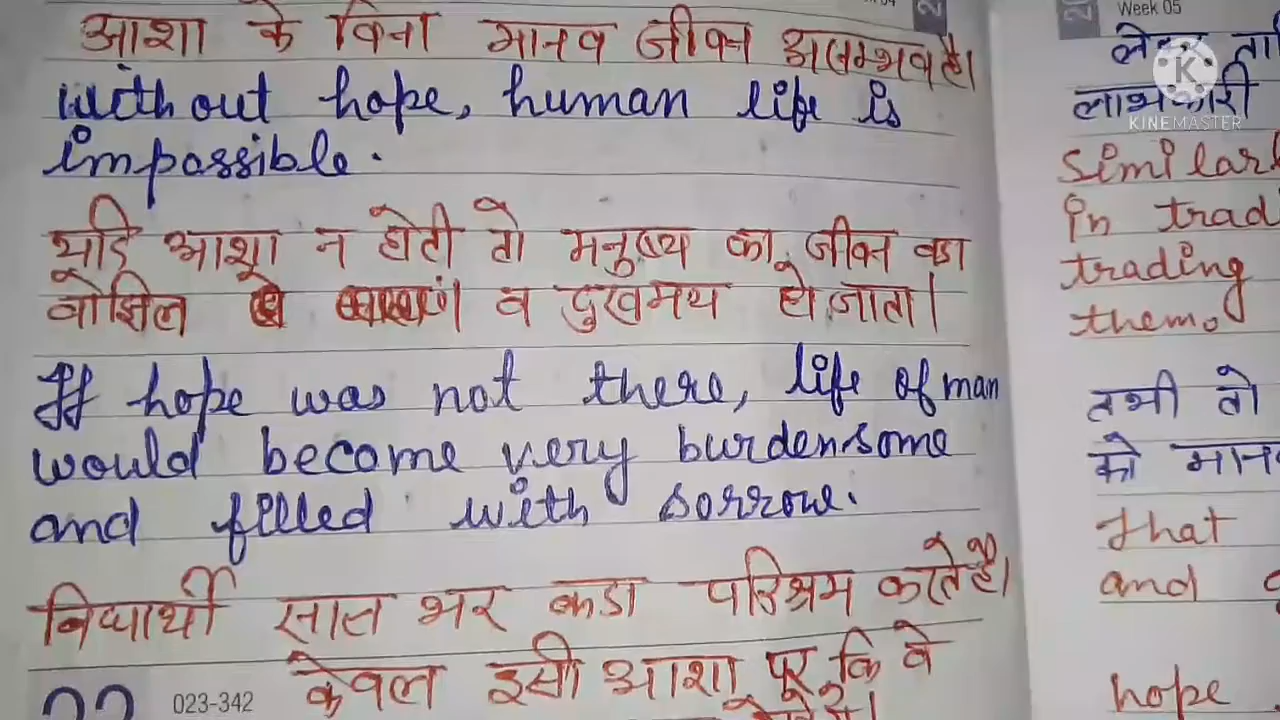 आशा के बिना मानव जीवन असम्भव है।
without hope, human life is
impossible.
यदि आशा न होती तो मनुष्य का जीवन बडा
बोझिल व दुखमय हो जाता।
If hope was not there, life of man
would become very burdensome
and filled with sorrow.
विद्यार्थी साल भर कडा परिश्रम करते है।
केवल इसी आशा पर कि वे
023-342
Week 05
लाभकारी
KINEMASTER
Similarl
in trad
trading
them.
तभी तो
को मानव
that
and
hope